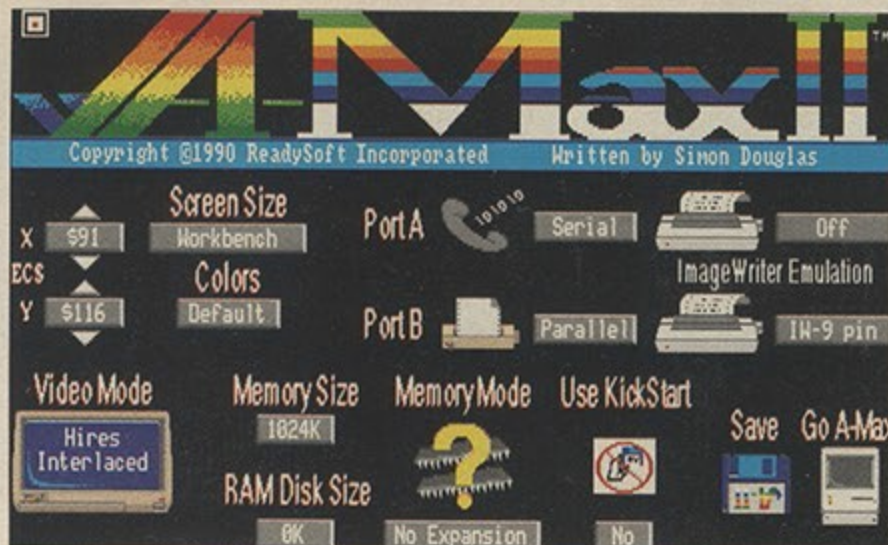 A-Max II ™
Copyright ©1990 ReadySoft Incorporated Written by Simon Douglas
Screen Size
X $91
Workbench
Port A
Serial
Off
ECS
Colors
ImageWriter Emulation
Y $116
Default
Port B
Parallel
IW-9 pin
Video Mode
Memory Size
Memory Mode
Use KickStart
Hires
Interlaced
1024K
Save
Go A-Max
RAM Disk Size
0K
No Expansion
No